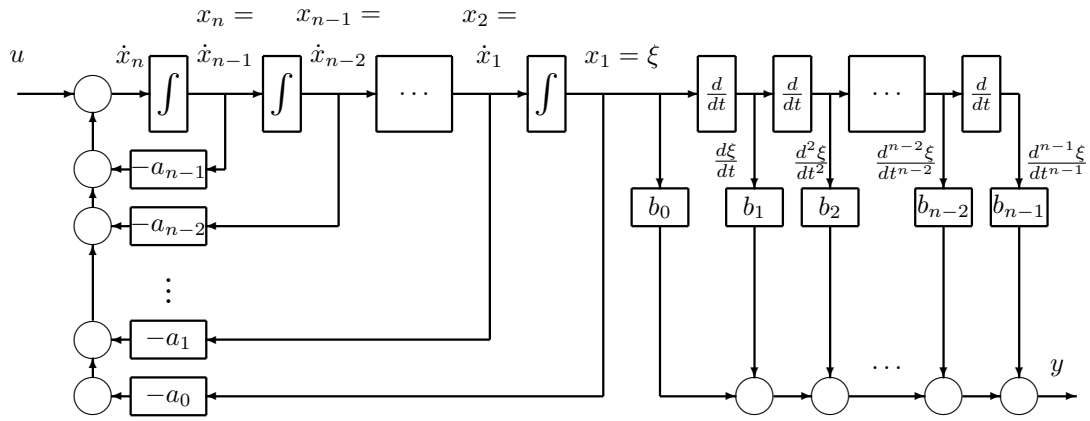 xₙ = xₙ₋₁ = x₂ =
u ẋₙ ẋₙ₋₁ ẋₙ₋₂ ẋ₁ x₁ = ξ
∫ ∫ ⋯ ∫ d/dt d/dt ⋯ d/dt
−aₙ₋₁ dξ/dt d²ξ/dt² dⁿ⁻²ξ/dtⁿ⁻² dⁿ⁻¹ξ/dtⁿ⁻¹
−aₙ₋₂ b₀ b₁ b₂ bₙ₋₂ bₙ₋₁
⋮
−a₁ ⋯ y
−a₀